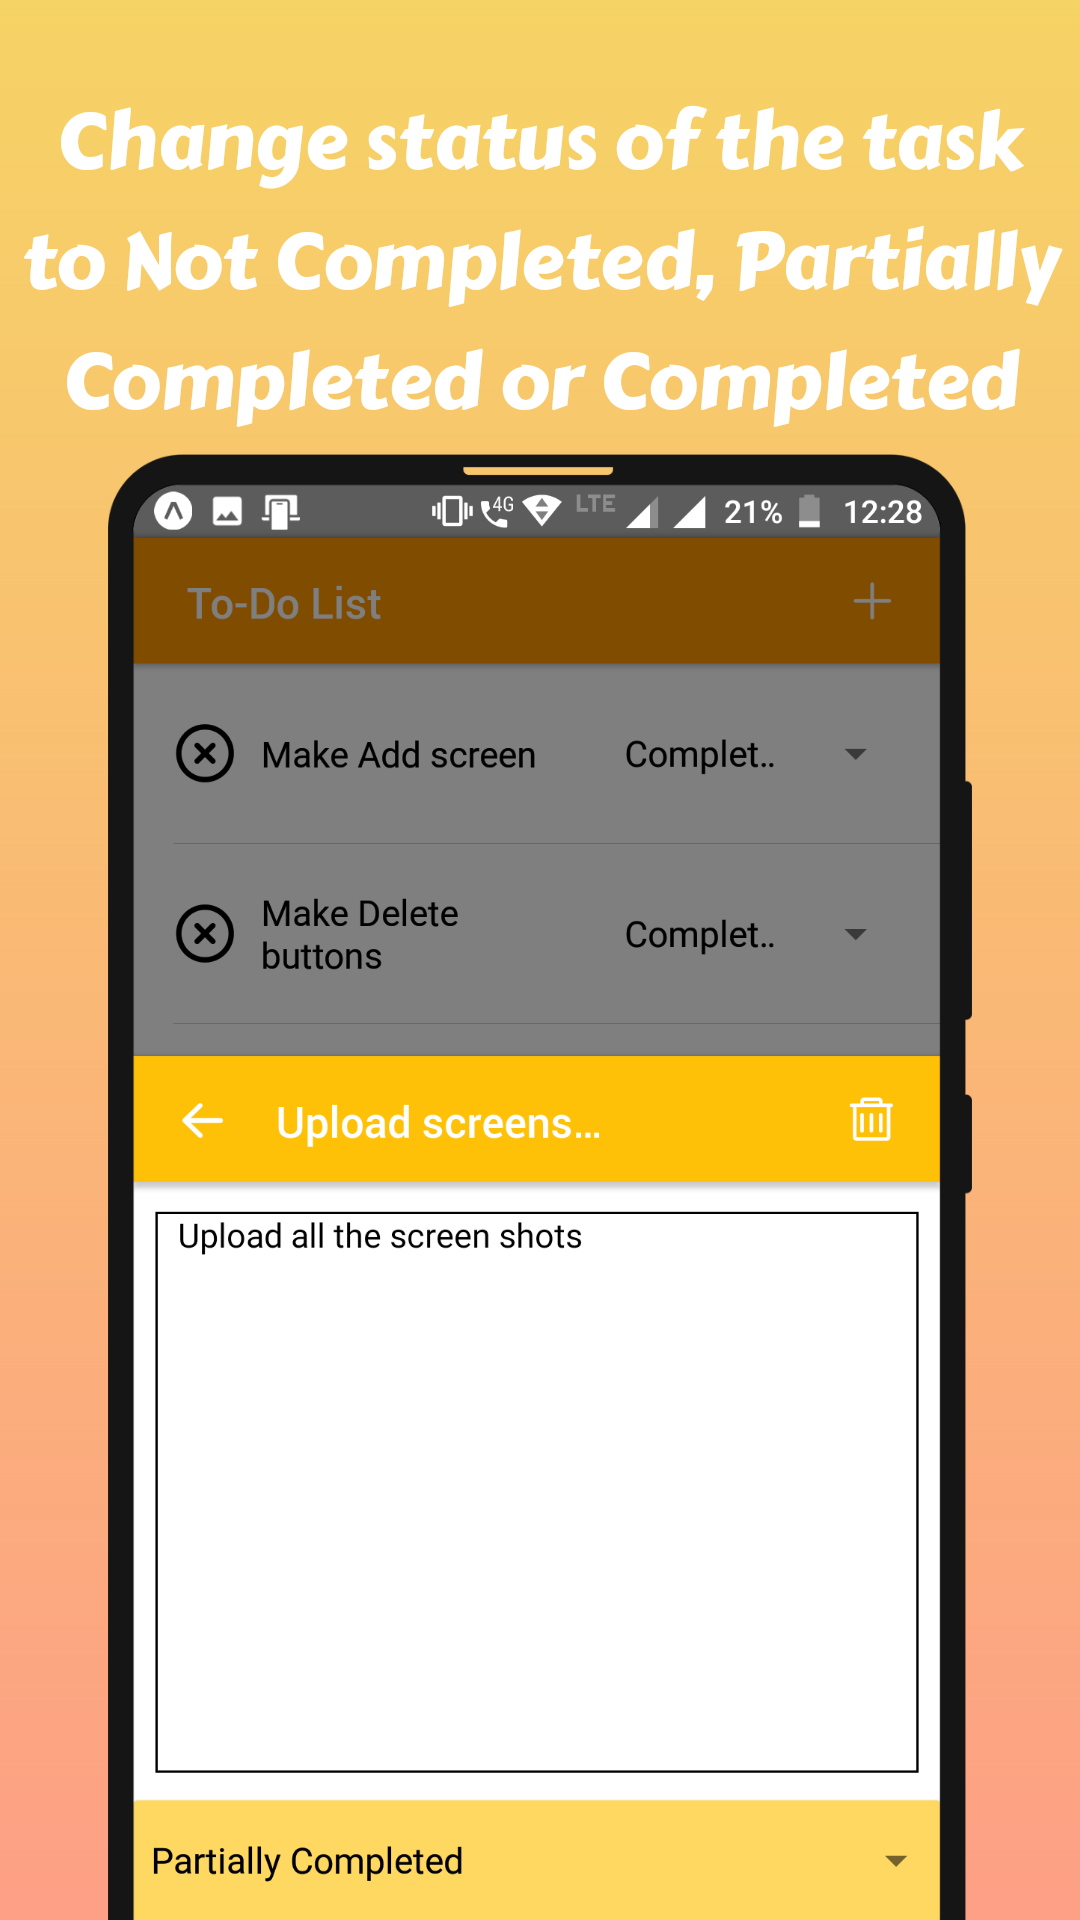 Change status of the task
to Not Completed, Partially
Completed or Completed
4G LTE 21% 12:28
To-Do List
Make Add screen Complet..
Make Delete
buttons Complet..
Upload screens...
Upload all the screen shots
Partially Completed